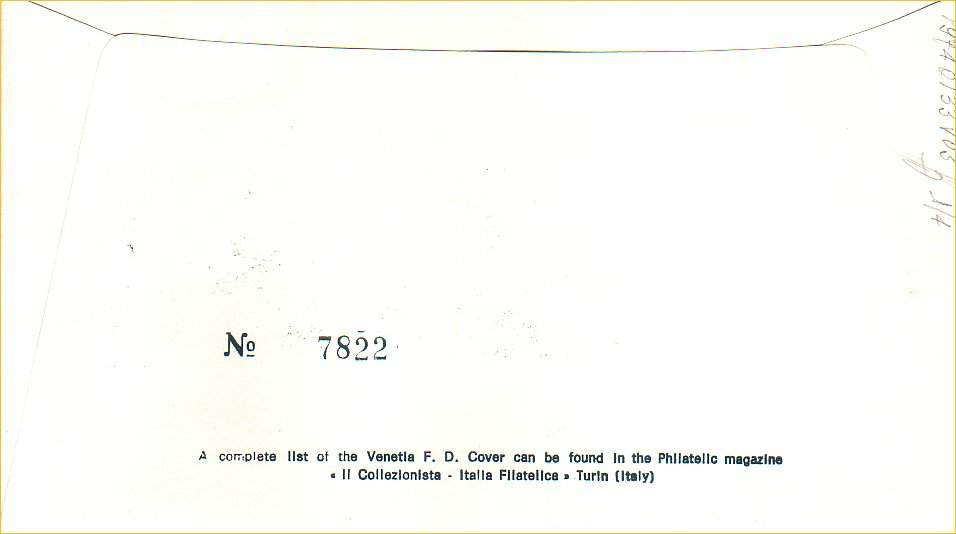 Nº 7822
A complete list of the Venetia F. D. Cover can be found in the Philatelic magazine
« Il Collezionista - Italia Filatelica » Turin (Italy)